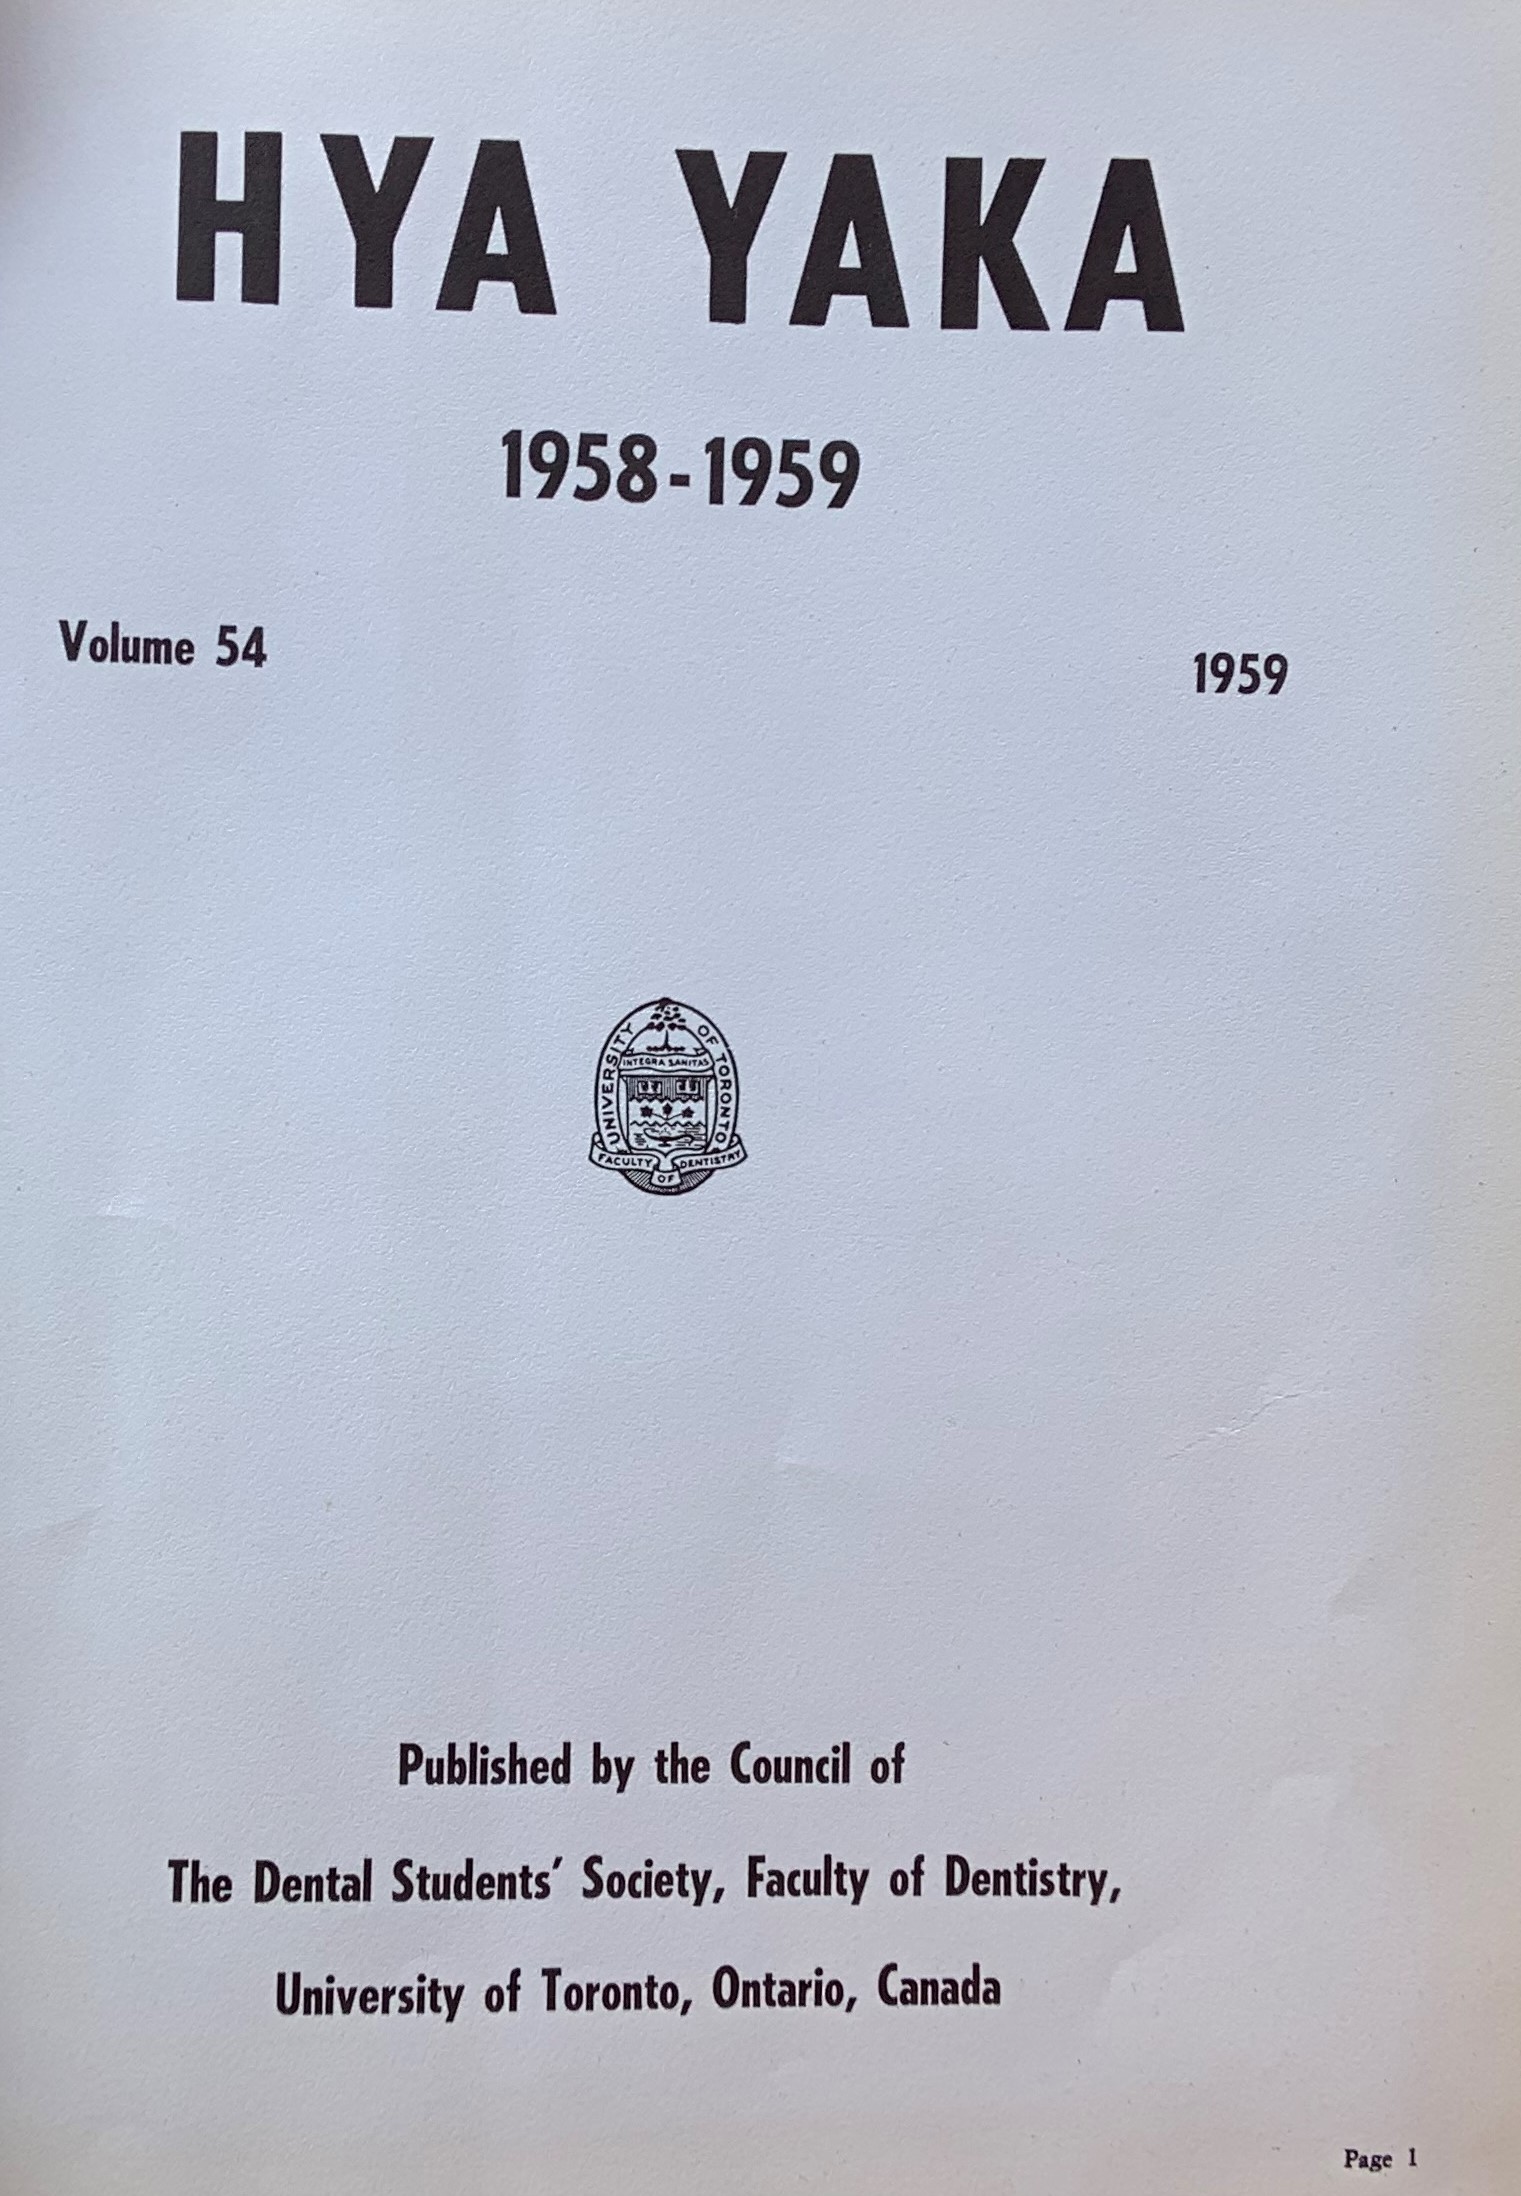 HYA YAKA
1958-1959
Volume 54
1959
UNIVERSITY OF TORONTO
INTEGRA SANITAS
FACULTY OF DENTISTRY
Published by the Council of
The Dental Students' Society, Faculty of Dentistry,
University of Toronto, Ontario, Canada
Page 1